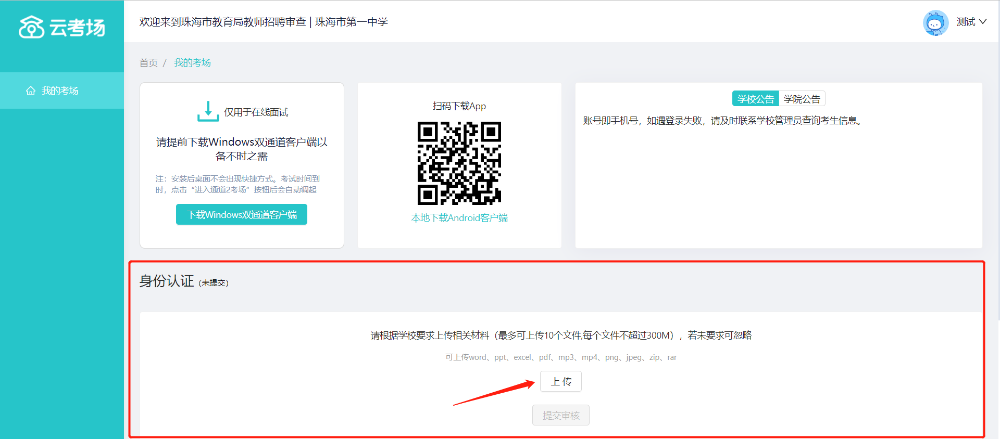 云考场
欢迎来到珠海市教育局教师招聘审查 | 珠海市第一中学
测试
首页 / 我的考场
我的考场
仅用于在线面试
请提前下载Windows双通道客户端以
备不时之需
注：安装后桌面不会出现快捷方式。考试时间到
时，点击“进入通道2考场”按钮后会自动调起
下载Windows双通道客户端
扫码下载App
本地下载Android客户端
学校公告 学院公告
账号即手机号，如遇登录失败，请及时联系学校管理员查询考生信息。
身份认证 (未提交)
请根据学校要求上传相关材料（最多可上传10个文件,每个文件不超过300M），若未要求可忽略
可上传word、ppt、excel、pdf、mp3、mp4、png、jpeg、zip、rar
上 传
提交审核